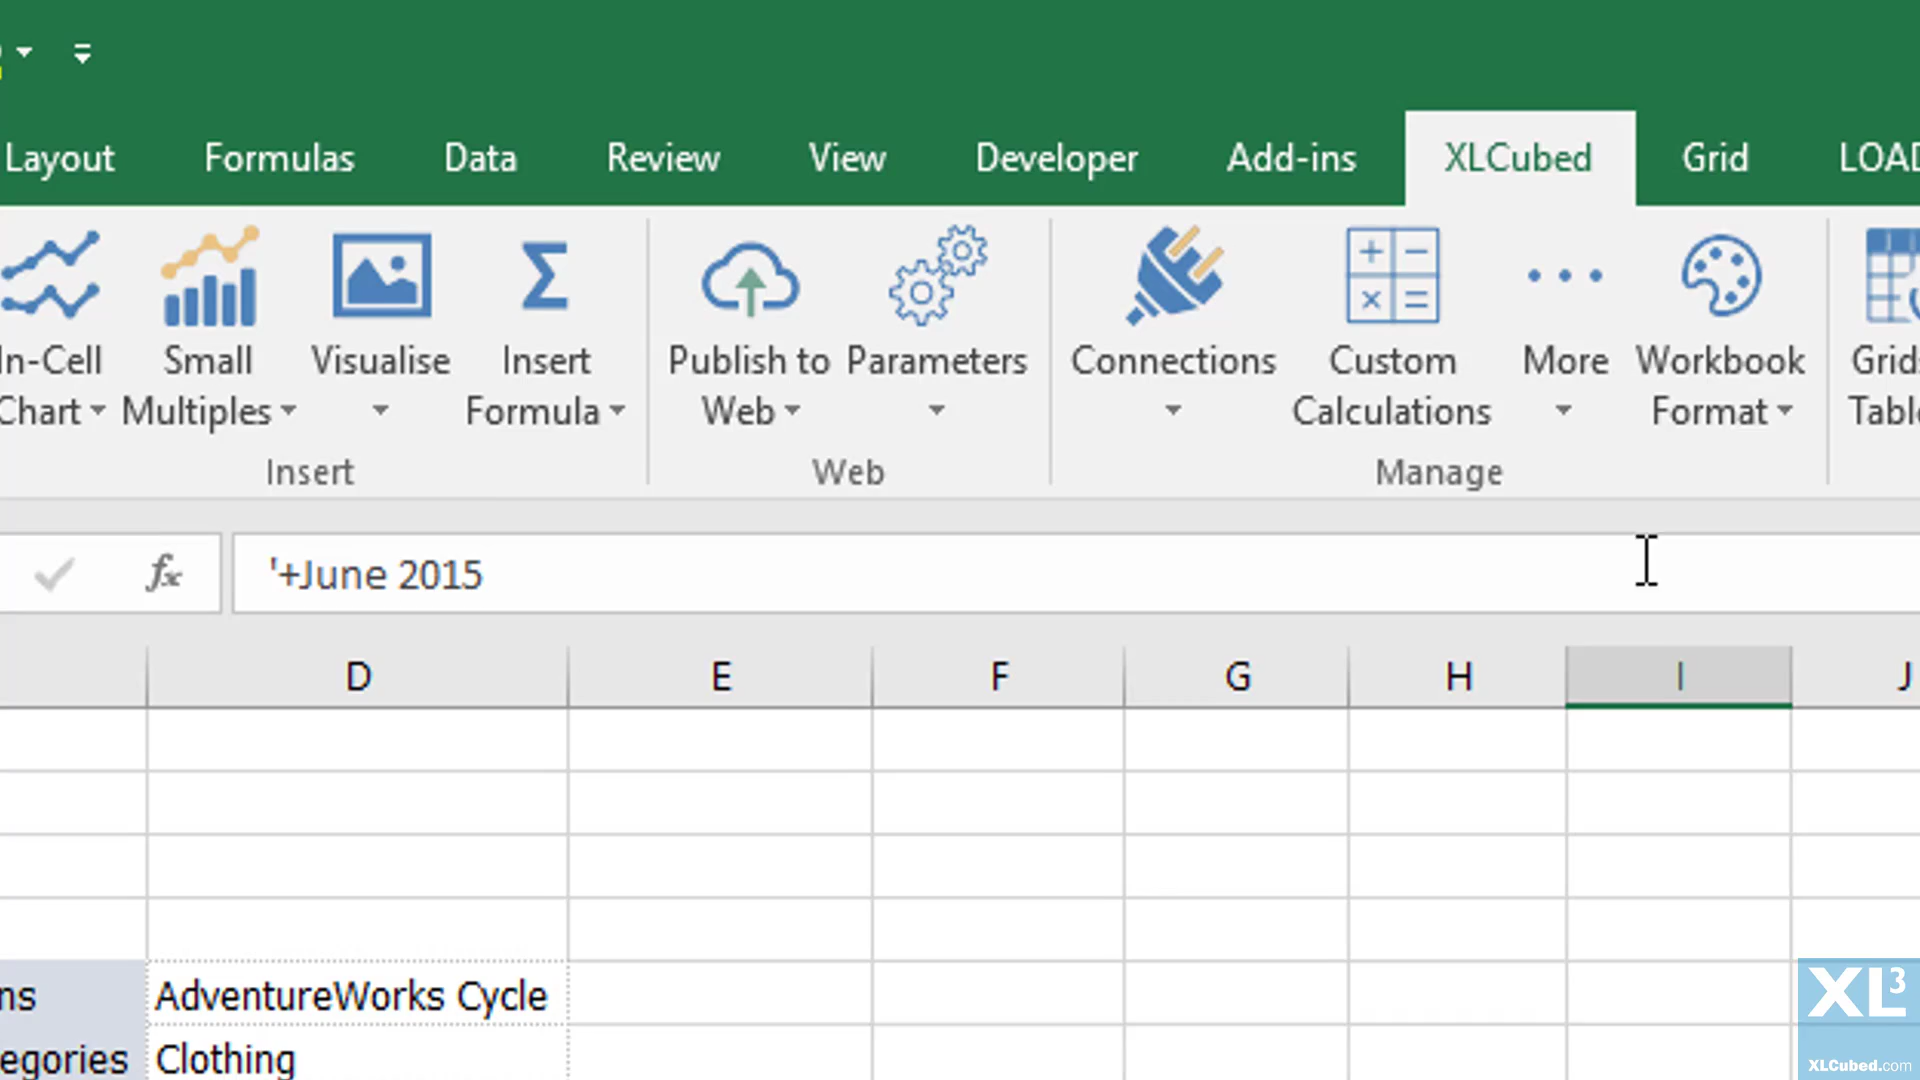 Layout Formulas Data Review View Developer Add-ins XLCubed Grid LOAD
In-Cell Small Visualise Insert Publish to Parameters Connections Custom More Workbook Grid
Chart Multiples Formula Web Calculations Format Table
Insert Web Manage
fx '+June 2015
D E F G H I J
ns AdventureWorks Cycle
egories Clothing
XL3
XLCubed.com